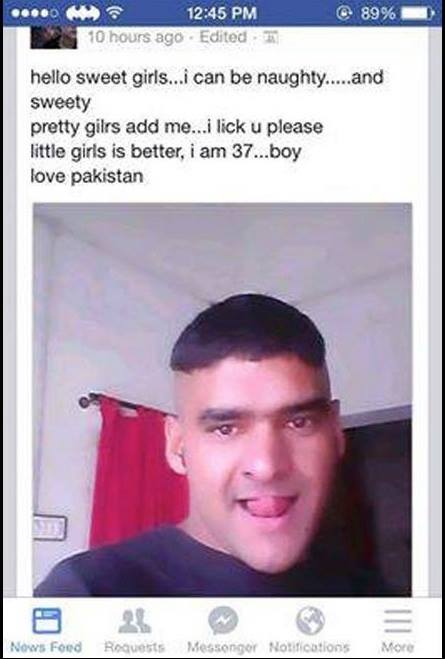 12:45 PM 89%
10 hours ago · Edited ·
hello sweet girls...i can be naughty.....and
sweety
pretty gilrs add me...i lick u please
little girls is better, i am 37...boy
love pakistan
News Feed Requests Messenger Notifications More